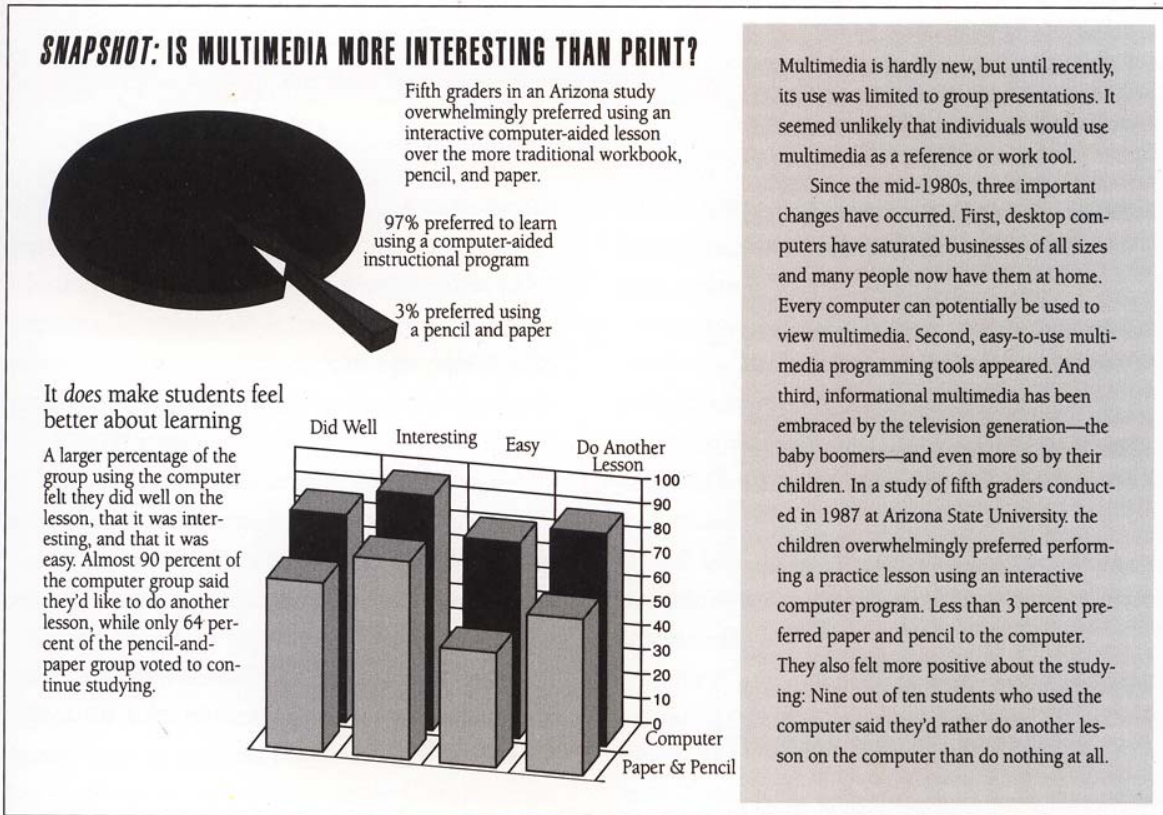 SNAPSHOT: IS MULTIMEDIA MORE INTERESTING THAN PRINT?
Fifth graders in an Arizona study
overwhelmingly preferred using an
interactive computer-aided lesson
over the more traditional workbook,
pencil, and paper.
97% preferred to learn
using a computer-aided
instructional program
3% preferred using
a pencil and paper
It does make students feel
better about learning
A larger percentage of the
group using the computer
felt they did well on the
lesson, that it was inter-
esting, and that it was
easy. Almost 90 percent of
the computer group said
they'd like to do another
lesson, while only 64 per-
cent of the pencil-and-
paper group voted to con-
tinue studying.
Did Well
Interesting
Easy
Do Another
Lesson
100
90
80
70
60
50
40
30
20
10
0
Computer
Paper & Pencil
Multimedia is hardly new, but until recently,
its use was limited to group presentations. It
seemed unlikely that individuals would use
multimedia as a reference or work tool.
Since the mid-1980s, three important
changes have occurred. First, desktop com-
puters have saturated businesses of all sizes
and many people now have them at home.
Every computer can potentially be used to
view multimedia. Second, easy-to-use multi-
media programming tools appeared. And
third, informational multimedia has been
embraced by the television generation—the
baby boomers—and even more so by their
children. In a study of fifth graders conduct-
ed in 1987 at Arizona State University. the
children overwhelmingly preferred perform-
ing a practice lesson using an interactive
computer program. Less than 3 percent pre-
ferred paper and pencil to the computer.
They also felt more positive about the study-
ing: Nine out of ten students who used the
computer said they'd rather do another les-
son on the computer than do nothing at all.